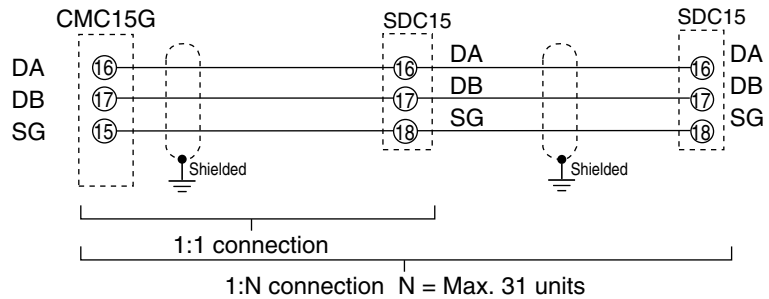 CMC15G SDC15 SDC15
DA 16 16 DA 16 DA
DB 17 17 DB 17 DB
SG 15 18 SG 18 SG
Shielded Shielded
1:1 connection
1:N connection N = Max. 31 units